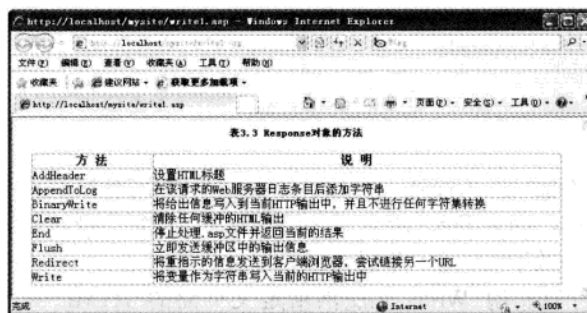 http://localhost/mysite/write1.asp - Windows Internet Explorer
localhost
文件(F) 编辑(E) 查看(V) 收藏夹(A) 工具(T) 帮助(H)
收藏夹 建议网站 获取更多加载项
http://localhost/mysite/write1.asp 页面(P) 安全(S) 工具(O)
表3.3 Response对象的方法
方 法 说 明
AddHeader 设置HTML标题
AppendToLog 在该请求的Web服务器日志条目后添加字符串
BinaryWrite 将给出信息写入到当前HTTP输出中，并且不进行任何字符集转换
Clear 清除任何缓冲的HTML输出
End 停止处理.asp文件并返回当前的结果
Flush 立即发送缓冲区中的输出信息
Redirect 将重指示的信息发送到客户端浏览器，尝试链接另一个URL
Write 将变量作为字符串写入当前的HTTP输出中
完成 Internet 100%